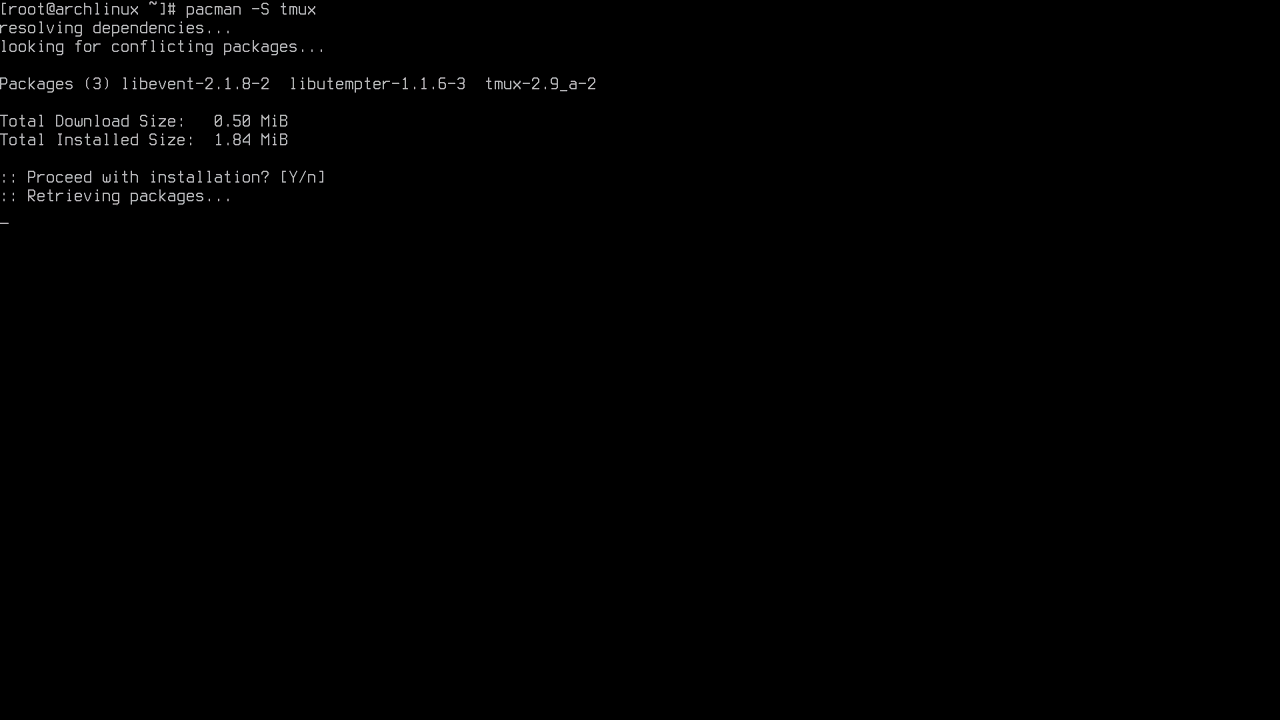 [root@archlinux ~]# pacman -S tmux
resolving dependencies...
looking for conflicting packages...
Packages (3) libevent-2.1.8-2  libutempter-1.1.6-3  tmux-2.9_a-2
Total Download Size:   0.50 MiB
Total Installed Size:  1.84 MiB
:: Proceed with installation? [Y/n]
:: Retrieving packages...
_